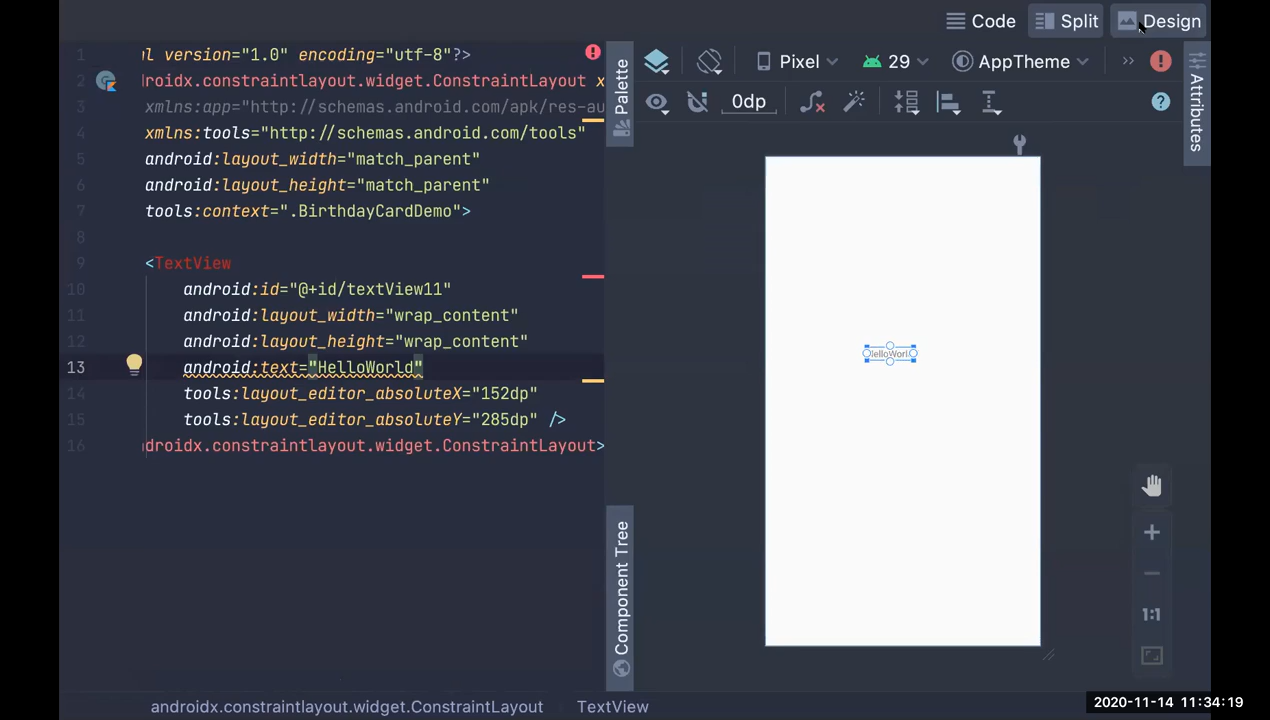 Code Split Design
1 ml version="1.0" encoding="utf-8"?>
2 droidx.constraintlayout.widget.ConstraintLayout x
3 xmlns:app="http://schemas.android.com/apk/res-au
4 xmlns:tools="http://schemas.android.com/tools"
5 android:layout_width="match_parent"
6 android:layout_height="match_parent"
7 tools:context=".BirthdayCardDemo">
8
9 <TextView
10 android:id="@+id/textView11"
11 android:layout_width="wrap_content"
12 android:layout_height="wrap_content"
13 android:text="HelloWorld"
14 tools:layout_editor_absoluteX="152dp"
15 tools:layout_editor_absoluteY="285dp" />
16 droidx.constraintlayout.widget.ConstraintLayout>
Palette
Component Tree
Pixel 29 AppTheme »
0dp
?
Attributes
HelloWorl
1:1
androidx.constraintlayout.widget.ConstraintLayout TextView
2020-11-14 11:34:19